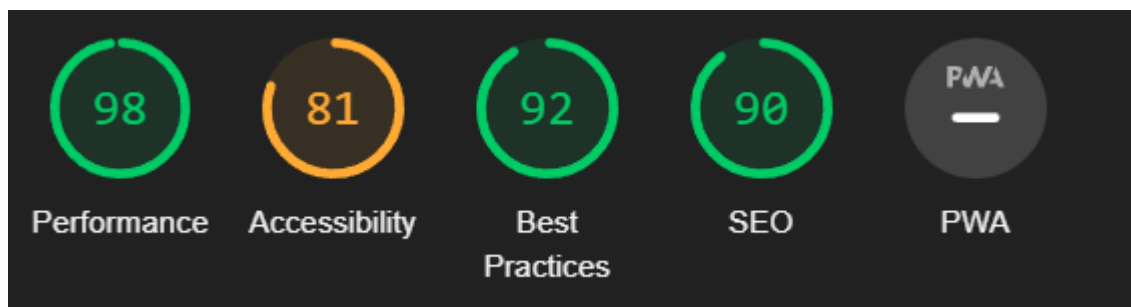 98
81
92
90
PWA
Performance
Accessibility
Best
Practices
SEO
PWA